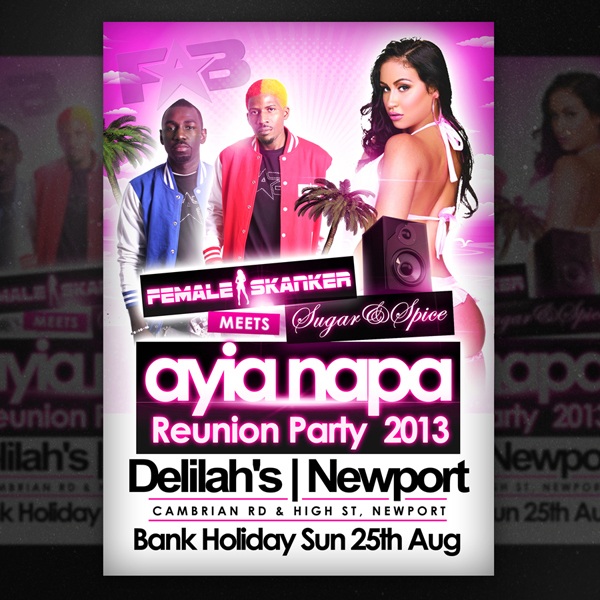 FAB
FEMALE SKANKER
MEETS
Sugar & Spice
ayia napa
Reunion Party 2013
Delilah's | Newport
CAMBRIAN RD & HIGH ST, NEWPORT
Bank Holiday Sun 25th Aug